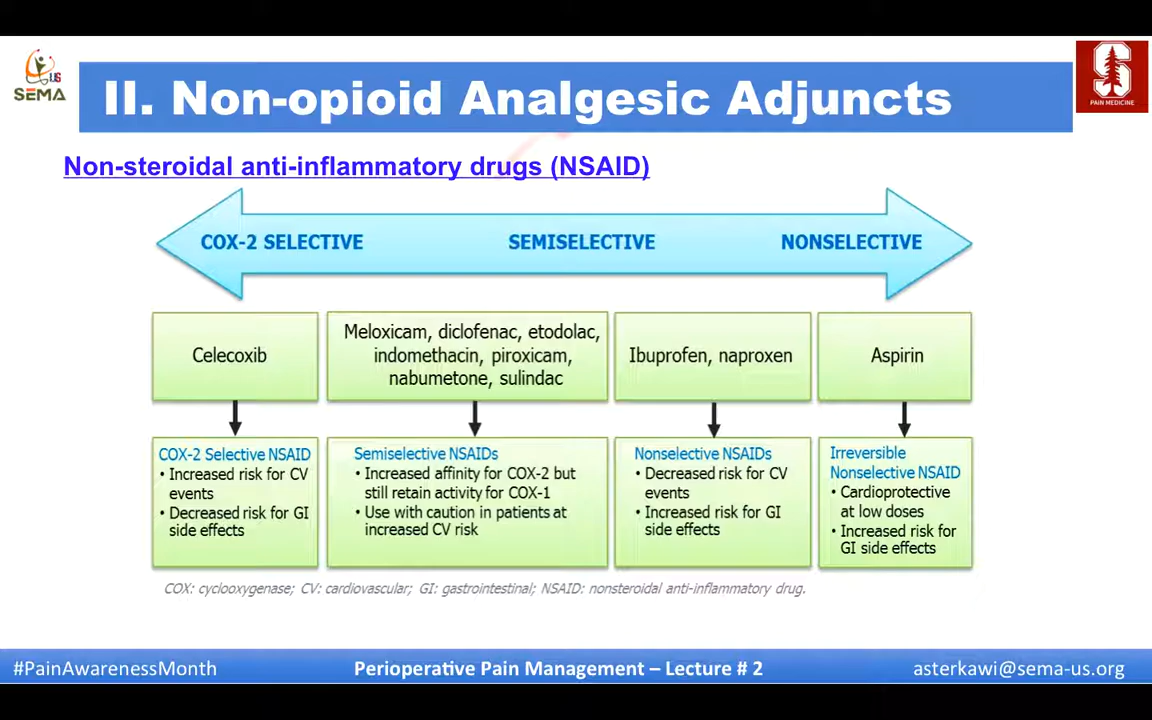 US
SEMA
II. Non-opioid Analgesic Adjuncts
S
PAIN MEDICINE
Non-steroidal anti-inflammatory drugs (NSAID)
COX-2 SELECTIVE
SEMISELECTIVE
NONSELECTIVE
Celecoxib
Meloxicam, diclofenac, etodolac,
indomethacin, piroxicam,
nabumetone, sulindac
Ibuprofen, naproxen
Aspirin
COX-2 Selective NSAID
• Increased risk for CV
events
• Decreased risk for GI
side effects
Semiselective NSAIDs
• Increased affinity for COX-2 but
still retain activity for COX-1
• Use with caution in patients at
increased CV risk
Nonselective NSAIDs
• Decreased risk for CV
events
• Increased risk for GI
side effects
Irreversible
Nonselective NSAID
• Cardioprotective
at low doses
• Increased risk for
GI side effects
COX: cyclooxygenase; CV: cardiovascular; GI: gastrointestinal; NSAID: nonsteroidal anti-inflammatory drug.
#PainAwarenessMonth
Perioperative Pain Management – Lecture # 2
asterkawi@sema-us.org